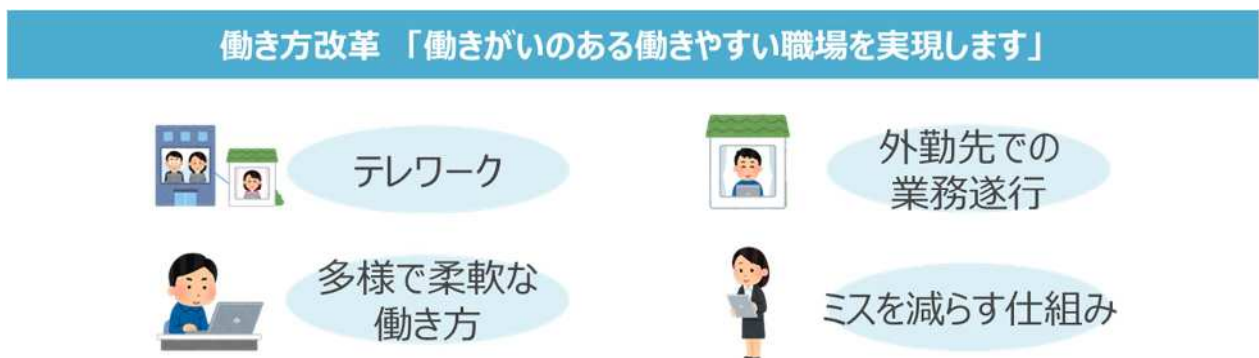 働き方改革 「働きがいのある働きやすい職場を実現します」
テレワーク
外勤先での
業務遂行
多様で柔軟な
働き方
ミスを減らす仕組み